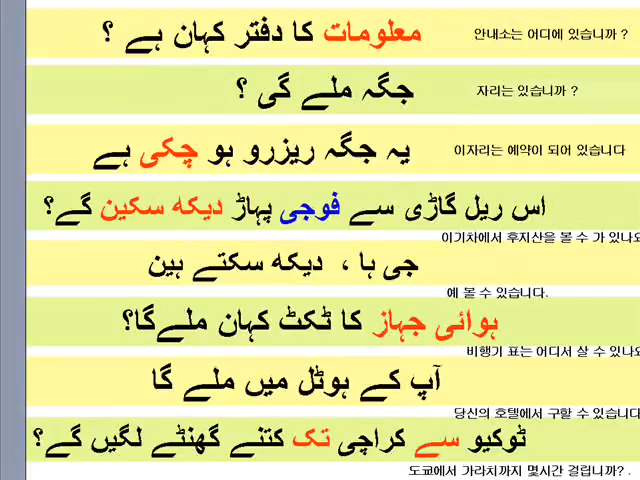 معلومات کا دفتر کہان ہے ؟
안내소는 어디에 있습니까 ?
جگہ ملے گی ؟
자리는 있습니까 ?
یہ جگہ ریزرو ہو چکی ہے
이자리는 예약이 되어 있습니다
اس ریل گاڑی سے فوجی پہاڑ دیکھ سکین گے؟
이기차에서 후지산을 볼 수 가 있나요
جی ہا ، دیکھ سکتے ہین
예 볼 수 있습니다.
ہوائی جہاز کا ٹکٹ کہان ملےگا؟
비행기 표는 어디서 살 수 있나요
آپ کے ہوٹل میں ملے گا
당신의 호텔에서 구할 수 있습니다
ٹوکیو سے کراچی تک کتنے گھنٹے لگیں گے؟
도쿄에서 가라치까지 몇시간 걸립니까? .